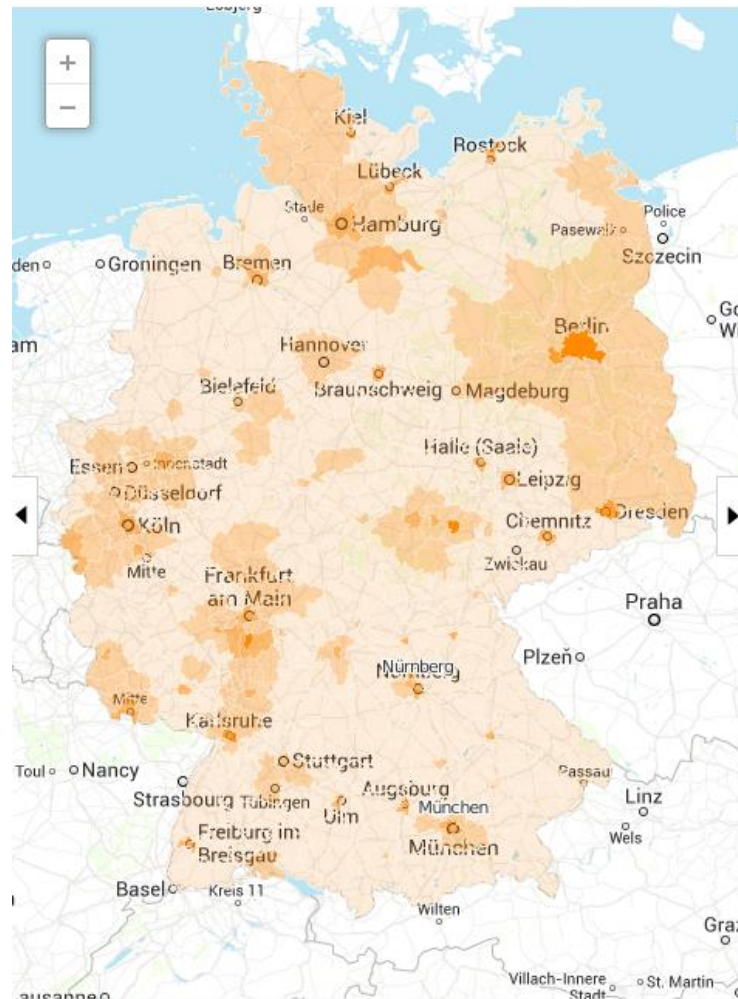 +
−
Kiel
Rostock
Lübeck
Stade
Hamburg
Police
Pasewalk
Szczecin
Groningen
Bremen
Berlin
Hannover
Bielefeld
Braunschweig
Magdeburg
Halle (Saale)
Essen
Innenstadt
Leipzig
Düsseldorf
Dresden
Köln
Chemnitz
Mitte
Zwickau
Frankfurt
am Main
Praha
Nürnberg
Nürnberg
Plzeň
Mitte
Karlsruhe
Stuttgart
Toul
Nancy
Passau
Strasbourg
Tübingen
Augsburg
München
Linz
Ulm
Wels
Freiburg im
Breisgau
München
Basel
Kreis 11
Wilten
Villach-Innere
Stadt
St. Martin